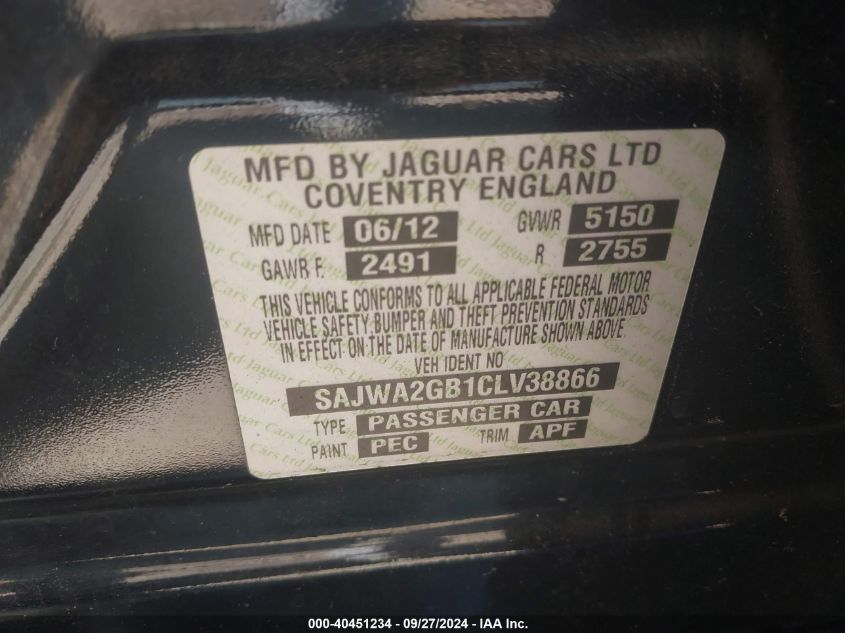 MFD BY JAGUAR CARS LTD
COVENTRY ENGLAND
MFD DATE 06/12 GVWR 5150
GAWR F. 2491 R 2755
THIS VEHICLE CONFORMS TO ALL APPLICABLE FEDERAL MOTOR
VEHICLE SAFETY BUMPER AND THEFT PREVENTION STANDARDS
IN EFFECT ON THE DATE OF MANUFACTURE SHOWN ABOVE
VEH IDENT NO
SAJWA2GB1CLV38866
TYPE PASSENGER CAR
PAINT PEC TRIM APF
000-40451234 - 09/27/2024 - IAA Inc.